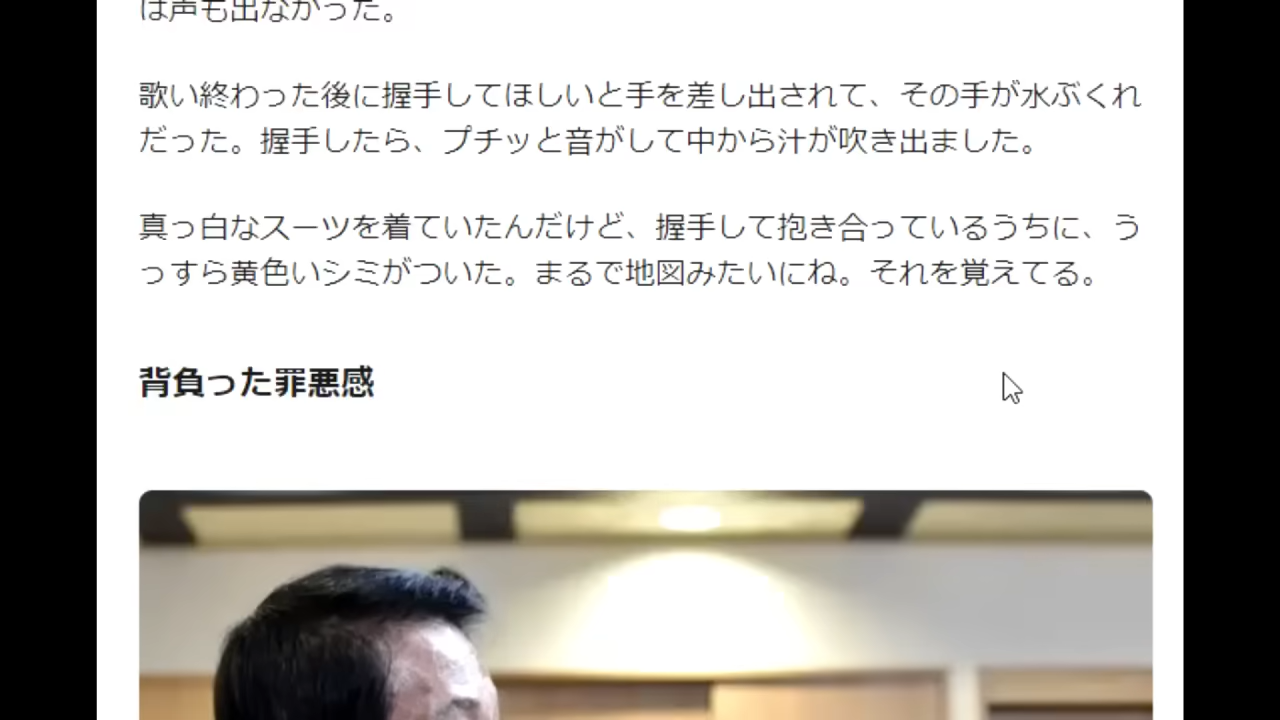 は声も出なかった。
歌い終わった後に握手してほしいと手を差し出されて、その手が水ぶくれ
だった。握手したら、プチッと音がして中から汁が吹き出ました。
真っ白なスーツを着ていたんだけど、握手して抱き合っているうちに、う
っすら黄色いシミがついた。まるで地図みたいにね。それを覚えてる。
背負った罪悪感